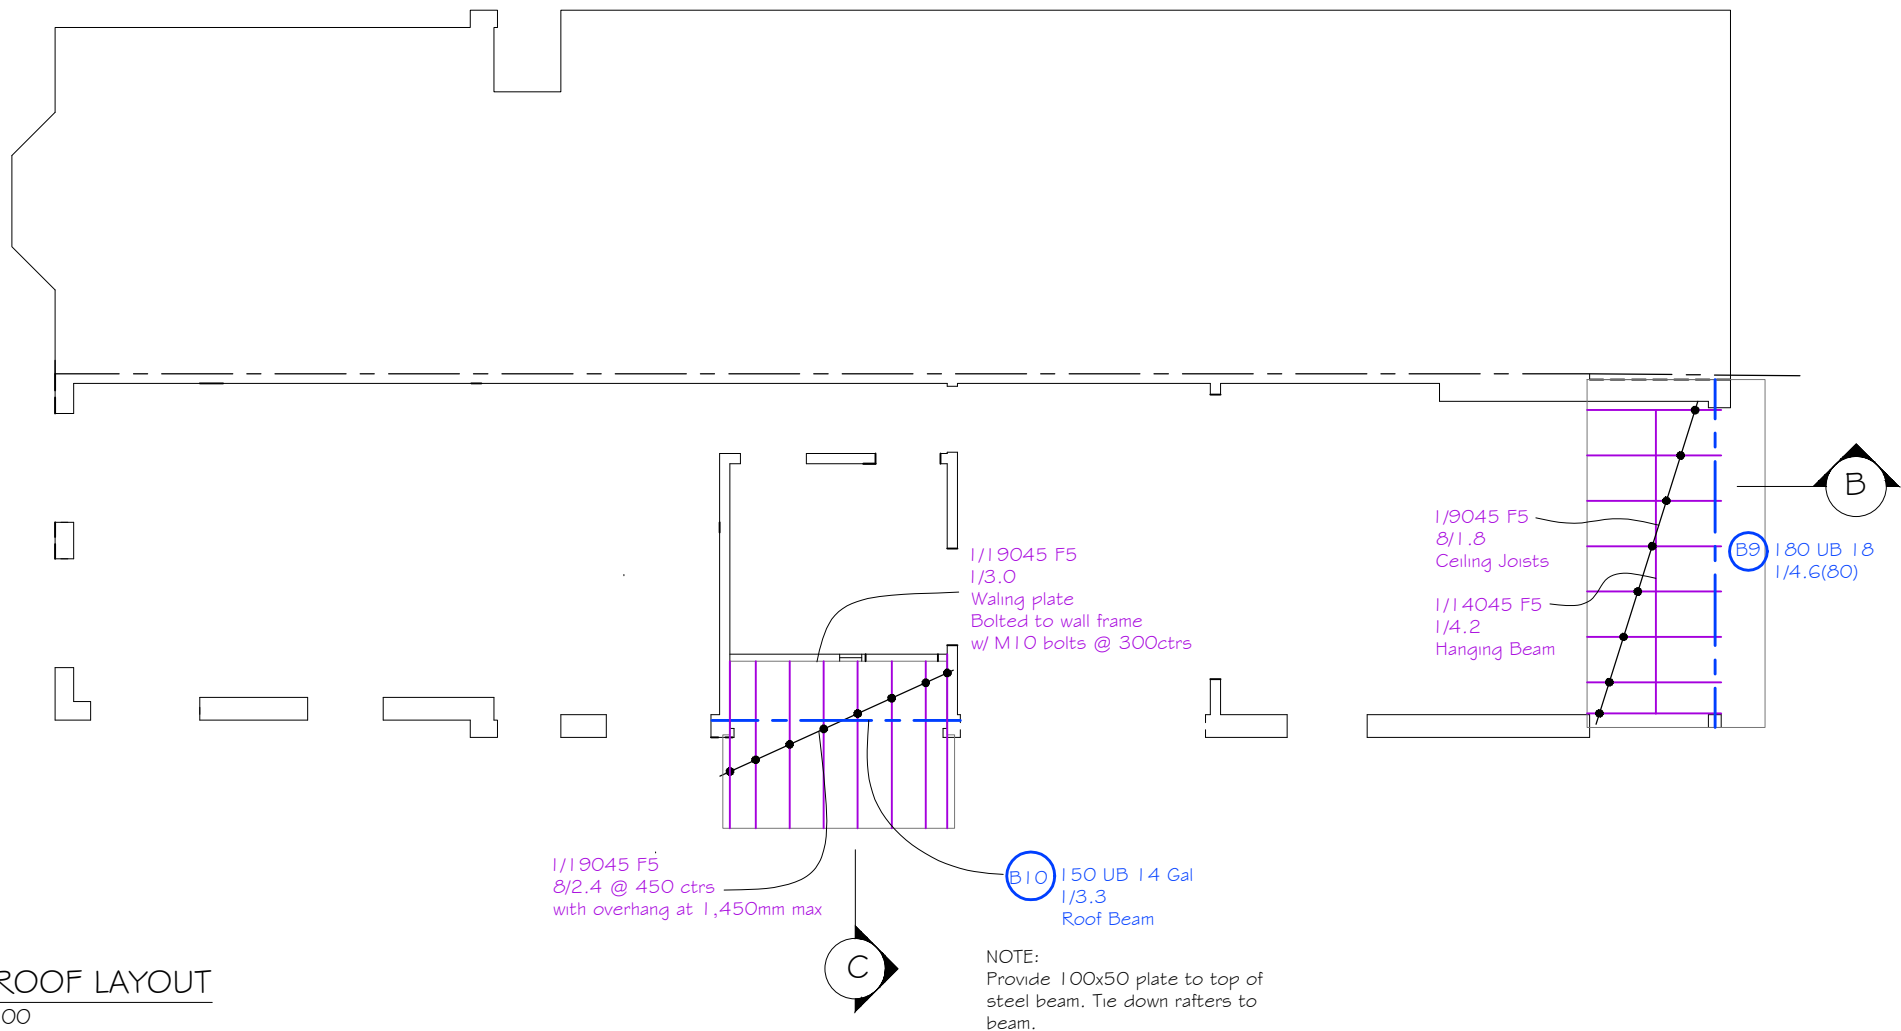 B
1/9045 F5
8/1.8
Ceiling Joists
B9
180 UB 18
1/4.6(80)
1/19045 F5
1/3.0
Waling plate
Bolted to wall frame
w/ M10 bolts @ 300ctrs
1/14045 F5
1/4.2
Hanging Beam
1/19045 F5
8/2.4 @ 450 ctrs
with overhang at 1,450mm max
B10
150 UB 14 Gal
1/3.3
Roof Beam
C
NOTE:
Provide 100x50 plate to top of
steel beam. Tie down rafters to
beam.
ROOF LAYOUT
00